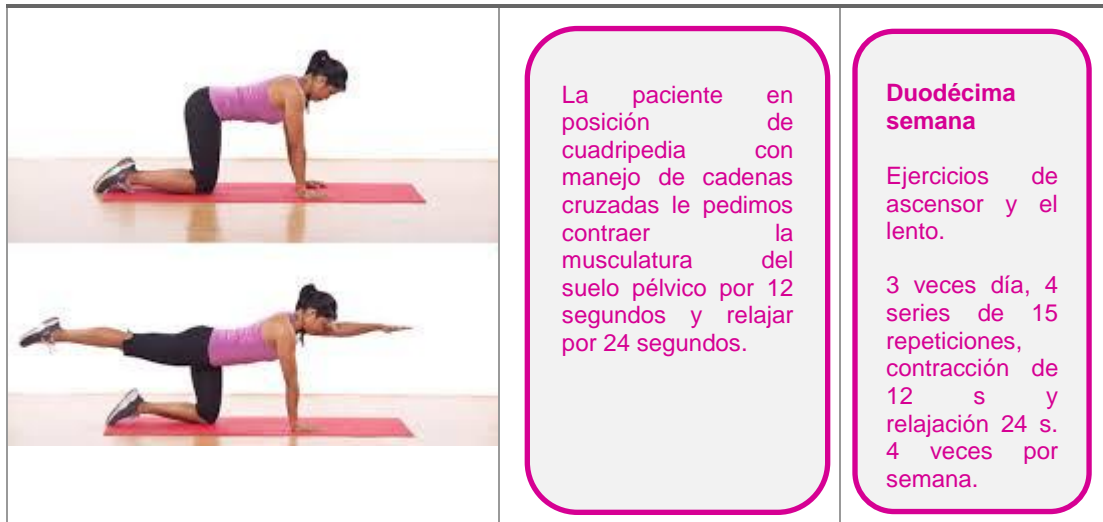 La paciente en
posición de
cuadripedia con
manejo de cadenas
cruzadas le pedimos
contraer la
musculatura del
suelo pélvico por 12
segundos y relajar
por 24 segundos.
Duodécima
semana
Ejercicios de
ascensor y el
lento.
3 veces día, 4
series de 15
repeticiones,
contracción de
12 s y
relajación 24 s.
4 veces por
semana.